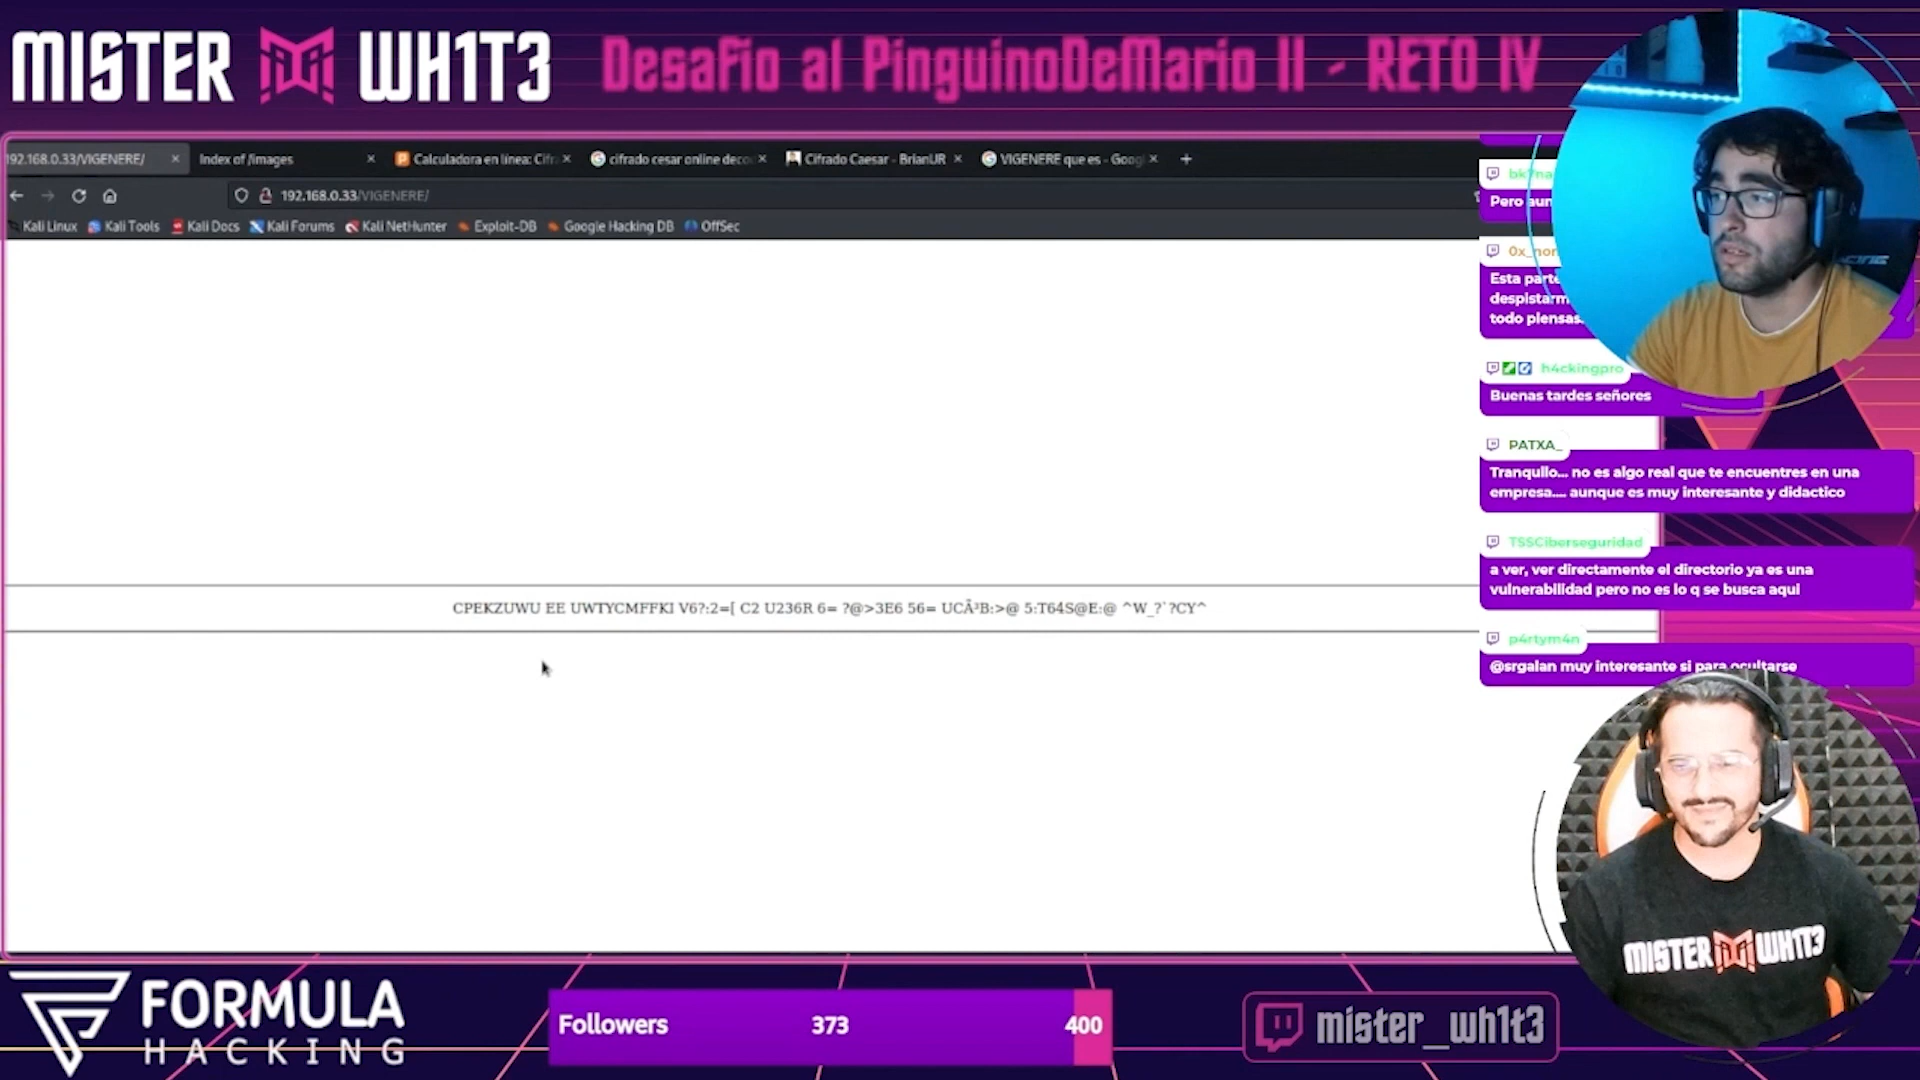 MISTER WH1T3
Desafio al PinguinoDeMario II - RETO IV
192.168.0.33/VIGENERE/
Index of /images
Calculadora en línea: Cifr
cifrado cesar online deco
Cifrado Caesar - BrianUR
VIGENERE que es - Goog
192.168.0.33/VIGENERE/
Kali Linux
Kali Tools
Kali Docs
Kali Forums
Kali NetHunter
Exploit-DB
Google Hacking DB
OffSec
CPEKZUWU EE UWTYCMFFKI V6?:2=[ C2 U236R 6= ?@>3E6 56= UCÃ³B:>@ 5:T64S@E:@ ^W_?`?CY^
Pero aun
Esta parte
despistarm
todo piensas
h4ckingpro
Buenas tardes señores
PATXA_
Tranquilo... no es algo real que te encuentres en una
empresa.... aunque es muy interesante y didactico
TSSCiberseguridad
a ver, ver directamente el directorio ya es una
vulnerabilidad pero no es lo q se busca aqui
p4rtym4n
@srgalan muy interesante si para ocultarse
MISTER WH1T3
FORMULA
HACKING
Followers 373 400
mister_wh1t3